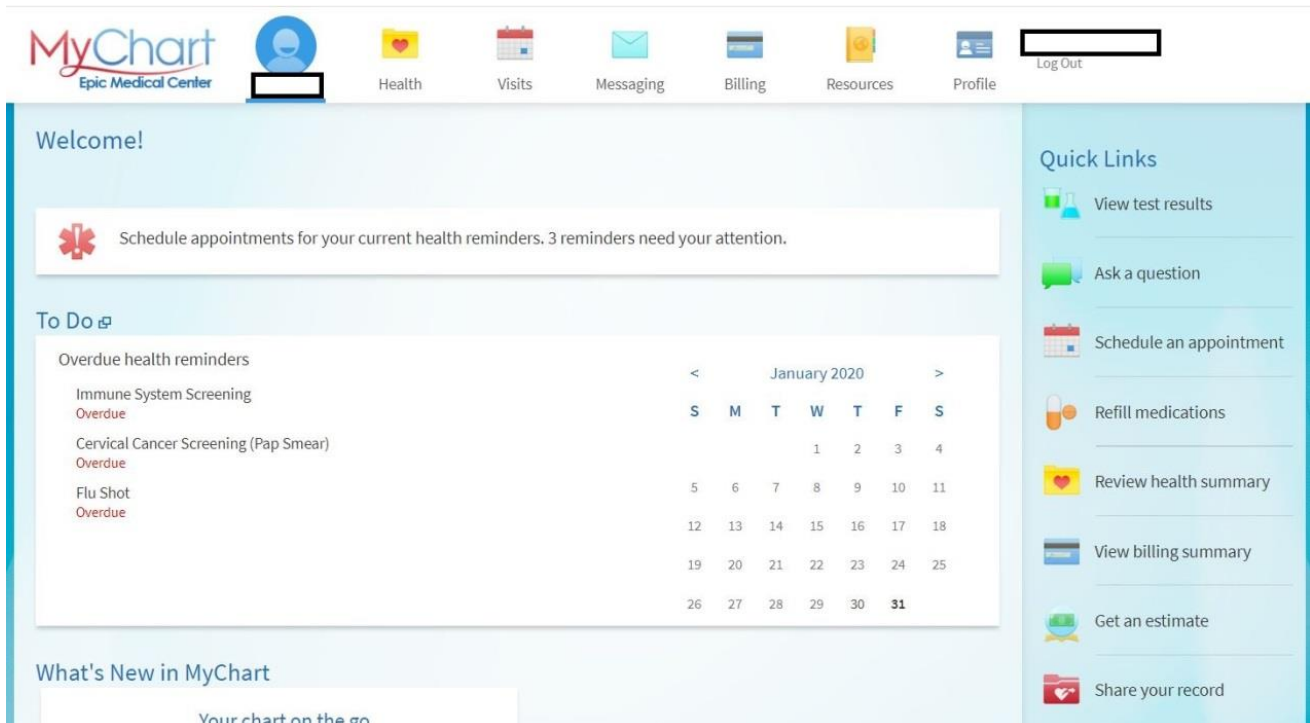 MyChart
Epic Medical Center
Health
Visits
Messaging
Billing
Resources
Profile
Log Out
Welcome!
Schedule appointments for your current health reminders. 3 reminders need your attention.
To Do
Overdue health reminders
Immune System Screening
Overdue
Cervical Cancer Screening (Pap Smear)
Overdue
Flu Shot
Overdue
< January 2020 >
S M T W T F S
1 2 3 4
5 6 7 8 9 10 11
12 13 14 15 16 17 18
19 20 21 22 23 24 25
26 27 28 29 30 31
What's New in MyChart
Your chart on the go
Quick Links
View test results
Ask a question
Schedule an appointment
Refill medications
Review health summary
View billing summary
Get an estimate
Share your record